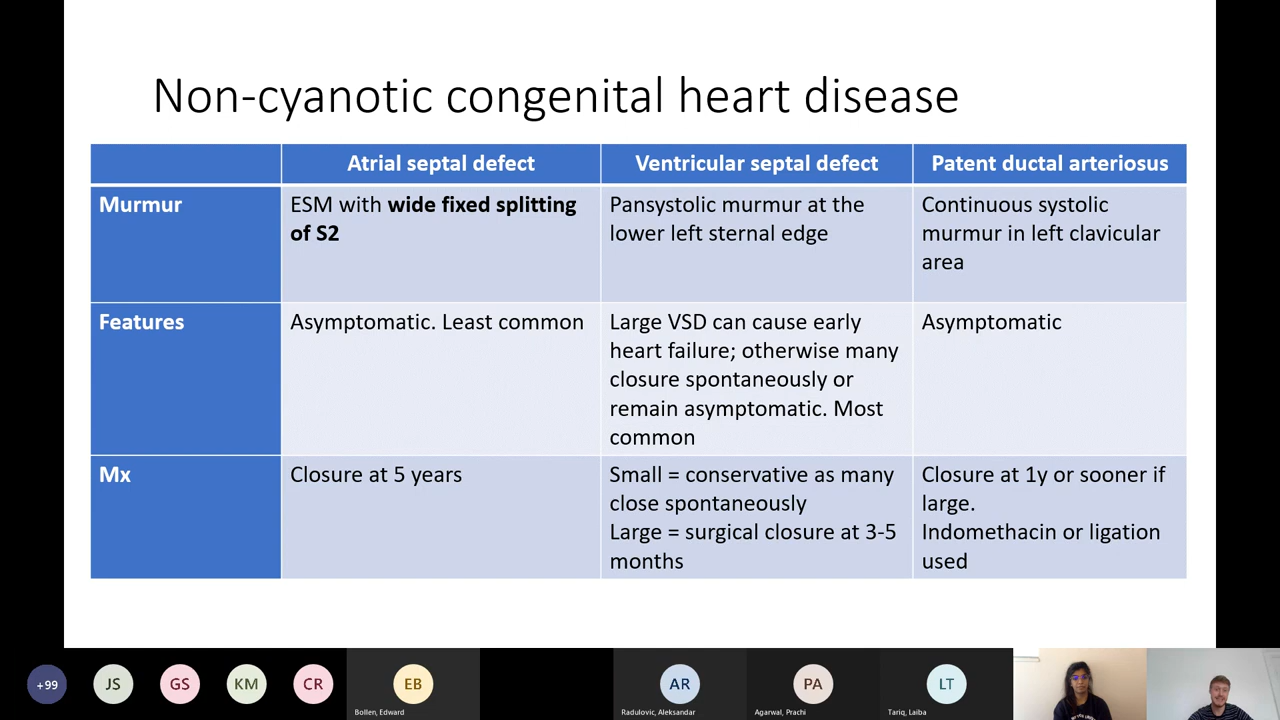 Non-cyanotic congenital heart disease
Atrial septal defect
Ventricular septal defect
Patent ductal arteriosus
Murmur
ESM with wide fixed splitting
of S2
Pansystolic murmur at the
lower left sternal edge
Continuous systolic
murmur in left clavicular
area
Features
Asymptomatic. Least common
Large VSD can cause early
heart failure; otherwise many
closure spontaneously or
remain asymptomatic. Most
common
Asymptomatic
Mx
Closure at 5 years
Small = conservative as many
close spontaneously
Large = surgical closure at 3-5
months
Closure at 1y or sooner if
large.
Indomethacin or ligation
used
+99
JS
GS
KM
CR
EB
Bollen, Edward
AR
Radulovic, Aleksandar
PA
Agarwal, Prachi
LT
Tariq, Laiba